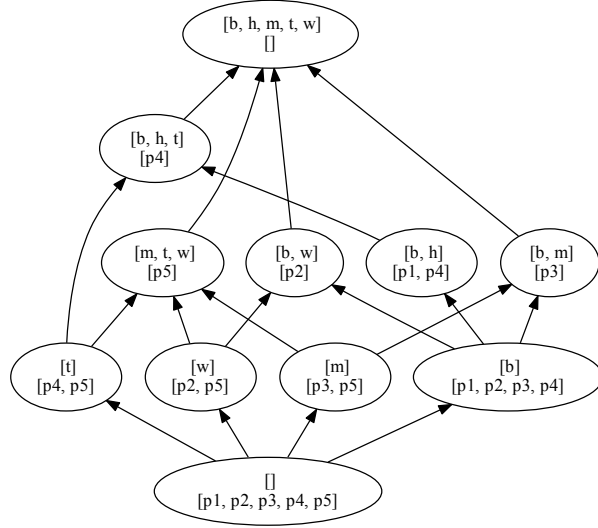 [b, h, m, t, w]
[]
[b, h, t]
[p4]
[m, t, w]
[p5]
[b, w]
[p2]
[b, h]
[p1, p4]
[b, m]
[p3]
[t]
[p4, p5]
[w]
[p2, p5]
[m]
[p3, p5]
[b]
[p1, p2, p3, p4]
[]
[p1, p2, p3, p4, p5]